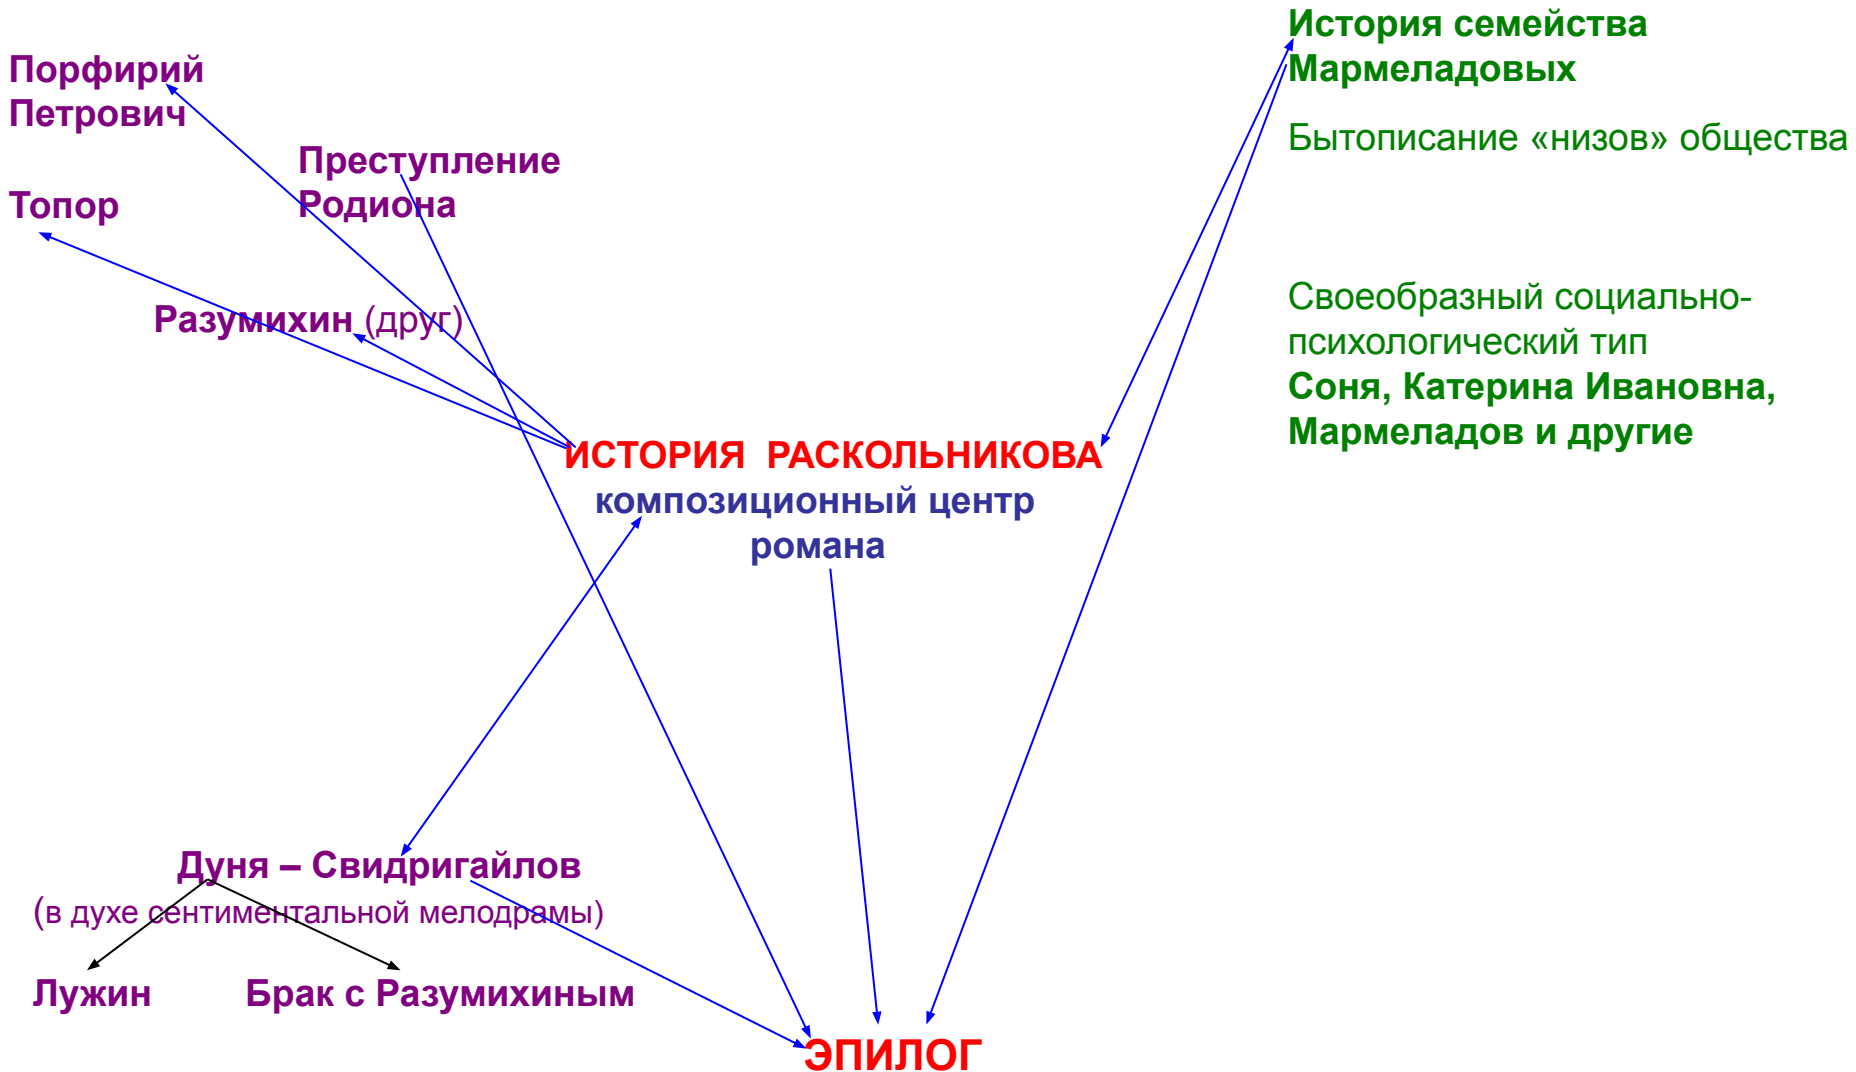 История семейства
Мармеладовых
Порфирий
Петрович
Бытописание «низов» общества
Преступление
Родиона
Топор
Своеобразный социально-
психологический тип
Соня, Катерина Ивановна,
Мармеладов и другие
Разумихин (друг)
ИСТОРИЯ РАСКОЛЬНИКОВА
композиционный центр
романа
Дуня – Свидригайлов
(в духе сентиментальной мелодрамы)
Лужин
Брак с Разумихиным
ЭПИЛОГ